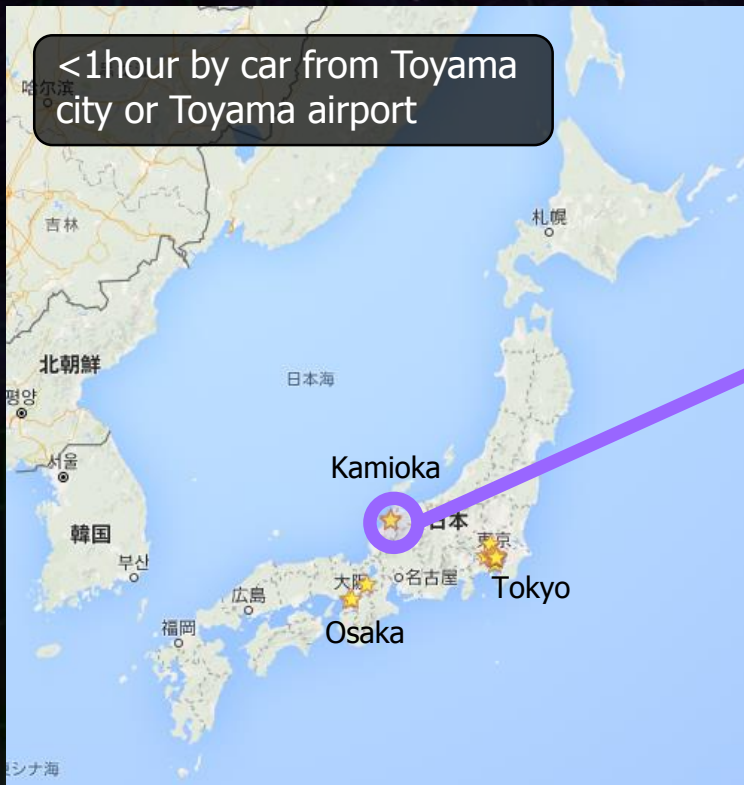 <1hour by car from Toyama
city or Toyama airport
哈尔滨
吉林
札幌
北朝鮮
日本海
평양
서울
Kamioka
日本
韓国
東京
부산
大阪
名古屋
Tokyo
広島
福岡
Osaka
シナ海